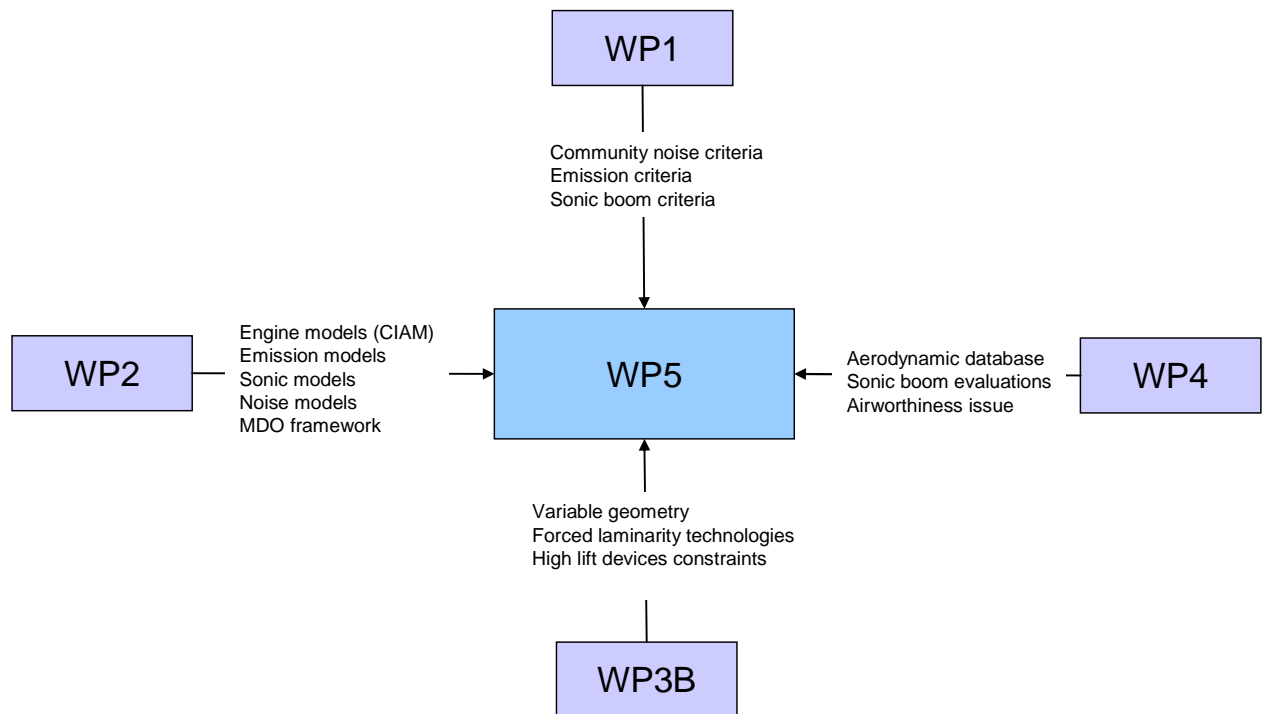 WP1
Community noise criteria
Emission criteria
Sonic boom criteria
WP2
Engine models (CIAM)
Emission models
Sonic models
Noise models
MDO framework
WP5
Aerodynamic database
Sonic boom evaluations
Airworthiness issue
WP4
Variable geometry
Forced laminarity technologies
High lift devices constraints
WP3B